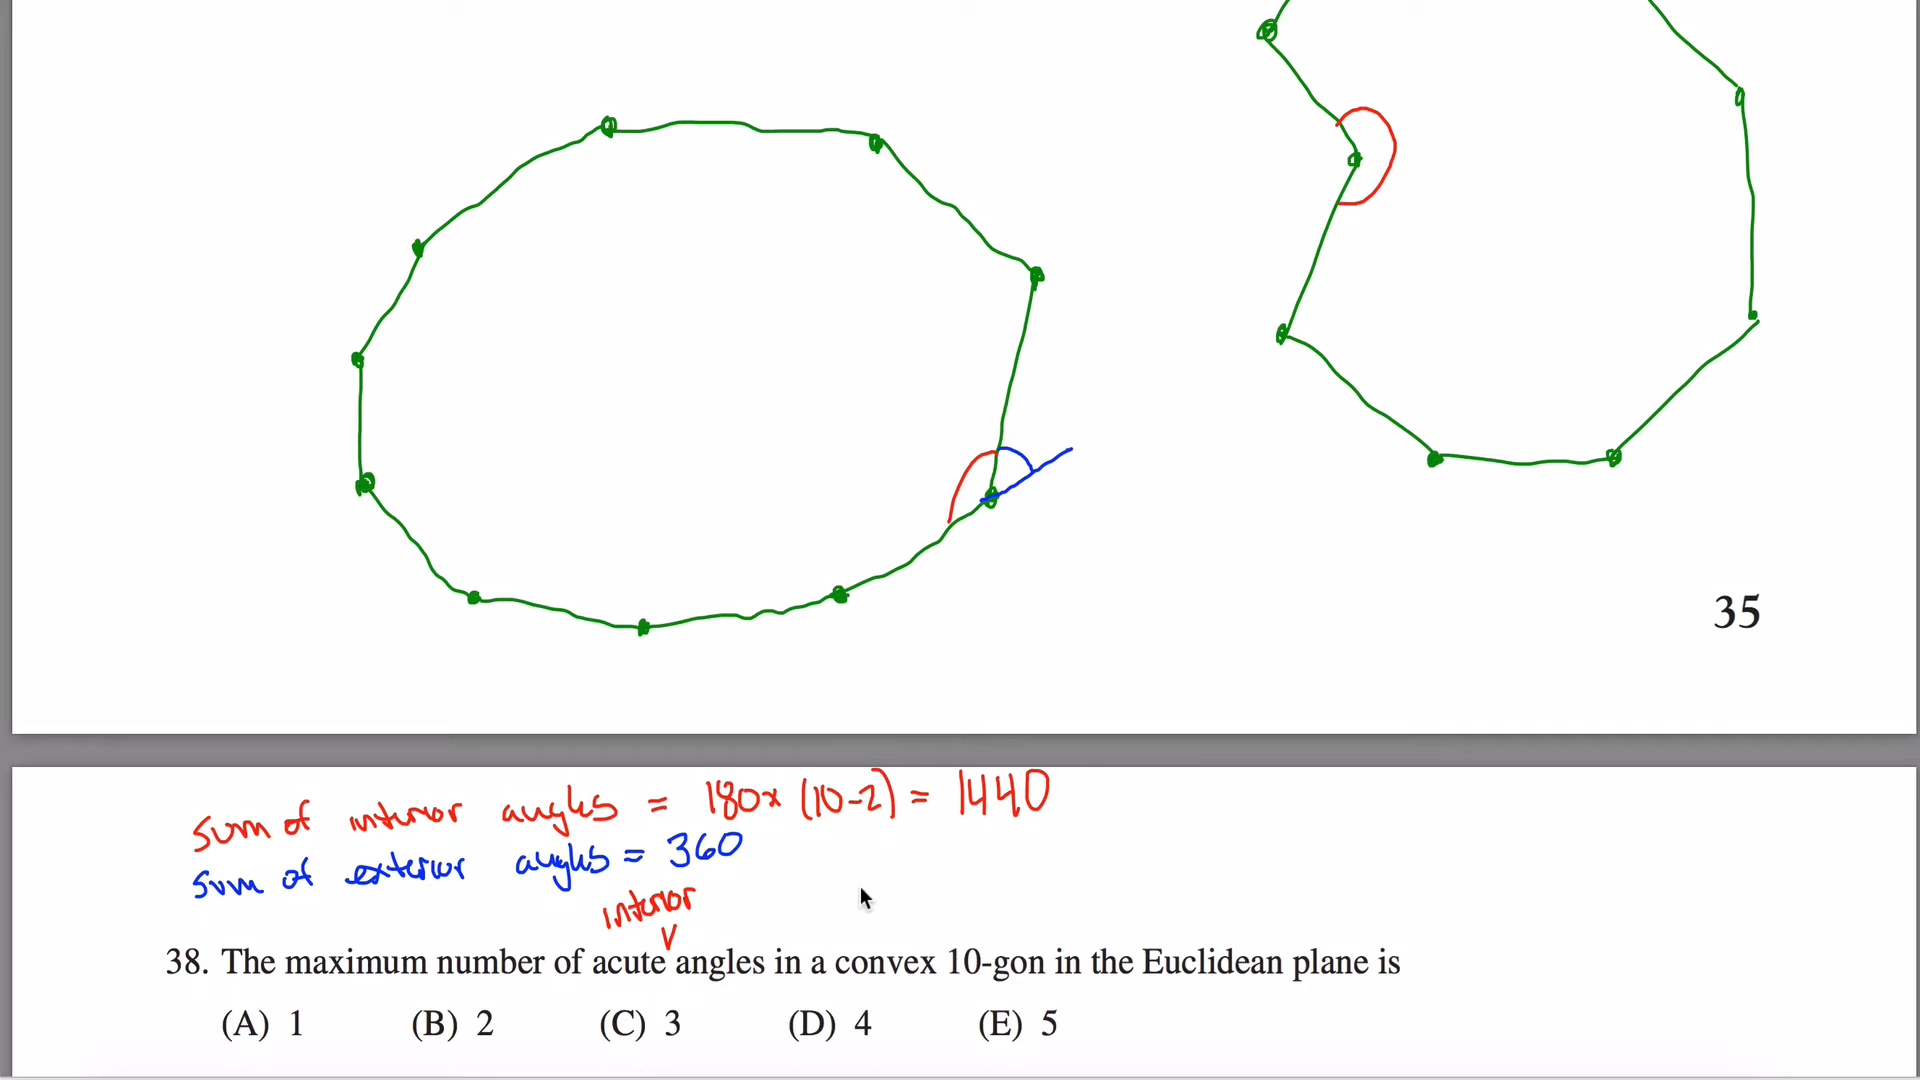 35
sum of interior angles = 180x (10-2) = 1440
sum of exterior angles = 360
interior
38. The maximum number of acute angles in a convex 10-gon in the Euclidean plane is
(A) 1 (B) 2 (C) 3 (D) 4 (E) 5